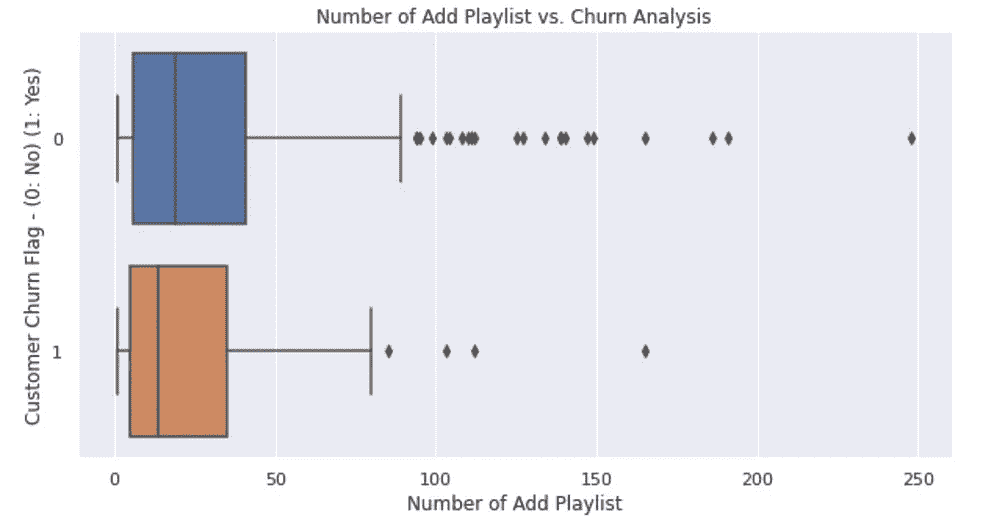 Number of Add Playlist vs. Churn Analysis
Customer Churn Flag - (0: No) (1: Yes)
0
1
0
50
100
150
200
250
Number of Add Playlist